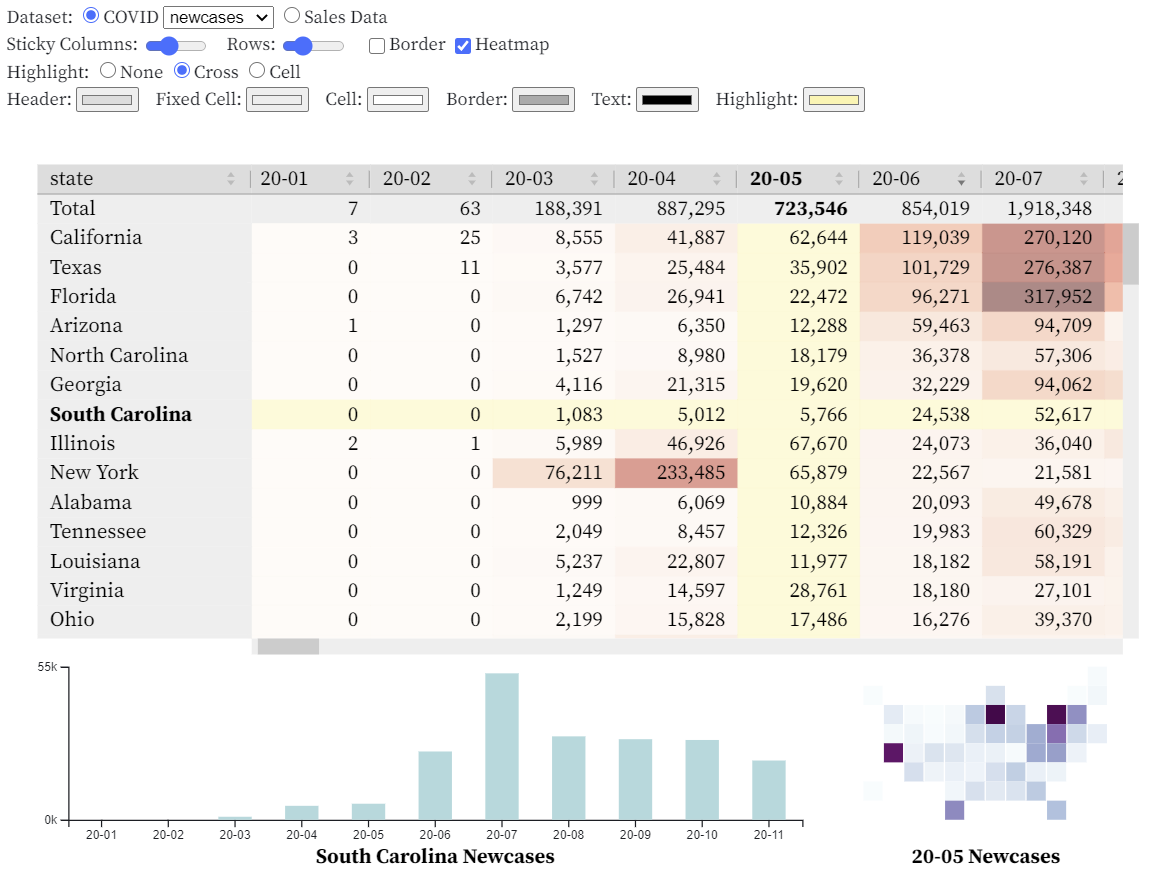 Dataset: COVID newcases Sales Data
Sticky Columns: Rows: Border Heatmap
Highlight: None Cross Cell
Header: Fixed Cell: Cell: Border: Text: Highlight:
state 20-01 20-02 20-03 20-04 20-05 20-06 20-07 2
Total 7 63 188,391 887,295 723,546 854,019 1,918,348
California 3 25 8,555 41,887 62,644 119,039 270,120
Texas 0 11 3,577 25,484 35,902 101,729 276,387
Florida 0 0 6,742 26,941 22,472 96,271 317,952
Arizona 1 0 1,297 6,350 12,288 59,463 94,709
North Carolina 0 0 1,527 8,980 18,179 36,378 57,306
Georgia 0 0 4,116 21,315 19,620 32,229 94,062
South Carolina 0 0 1,083 5,012 5,766 24,538 52,617
Illinois 2 1 5,989 46,926 67,670 24,073 36,040
New York 0 0 76,211 233,485 65,879 22,567 21,581
Alabama 0 0 999 6,069 10,884 20,093 49,678
Tennessee 0 0 2,049 8,457 12,326 19,983 60,329
Louisiana 0 0 5,237 22,807 11,977 18,182 58,191
Virginia 0 0 1,249 14,597 28,761 18,180 27,101
Ohio 0 0 2,199 15,828 17,486 16,276 39,370
55k
0k
20-01 20-02 20-03 20-04 20-05 20-06 20-07 20-08 20-09 20-10 20-11
South Carolina Newcases
20-05 Newcases